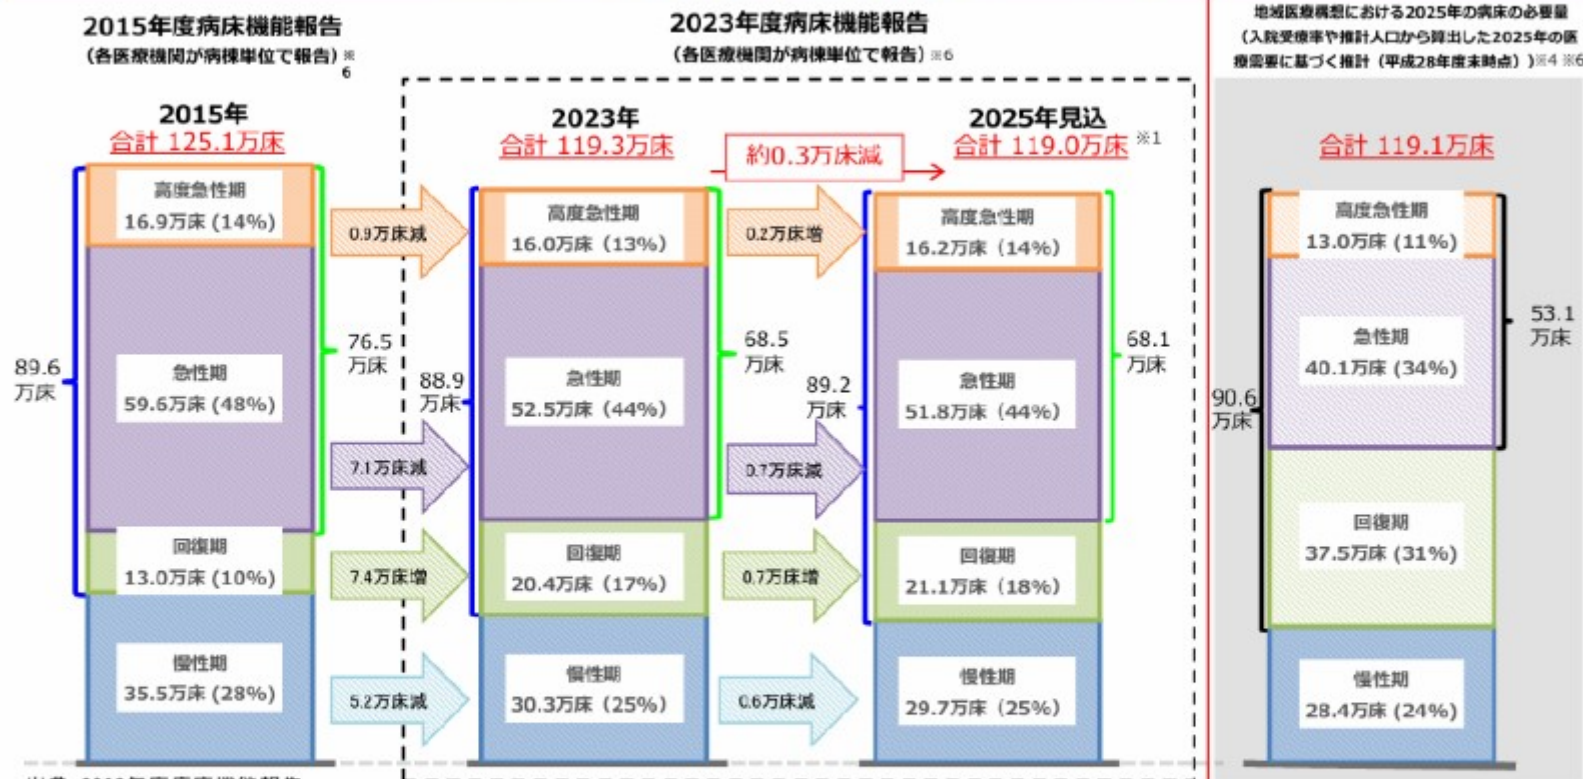 2015年度病床機能報告
(各医療機関が病棟単位で報告)※6
2015年
合計 125.1万床
高度急性期
16.9万床 (14%)
急性期
59.6万床 (48%)
回復期
13.0万床 (10%)
慢性期
35.5万床 (28%)
89.6
万床
76.5
万床
0.9万床減
7.1万床減
7.4万床増
5.2万床減
2023年度病床機能報告
(各医療機関が病棟単位で報告)※6
2023年
合計 119.3万床
高度急性期
16.0万床(13%)
急性期
52.5万床(44%)
回復期
20.4万床(17%)
慢性期
30.3万床(25%)
88.9
万床
68.5
万床
約0.3万床減
0.2万床増
0.7万床減
0.7万床増
0.6万床減
2025年見込
合計 119.0万床 ※1
高度急性期
16.2万床(14%)
急性期
51.8万床(44%)
回復期
21.1万床(18%)
慢性期
29.7万床(25%)
89.2
万床
68.1
万床
地域医療構想における2025年の病床の必要量
(入院受療率や推計人口から算出した2025年の医
療需要に基づく推計(平成28年度末時点))※4 ※6
合計 119.1万床
高度急性期
13.0万床 (11%)
急性期
40.1万床 (34%)
回復期
37.5万床 (31%)
慢性期
28.4万床 (24%)
90.6
万床
53.1
万床